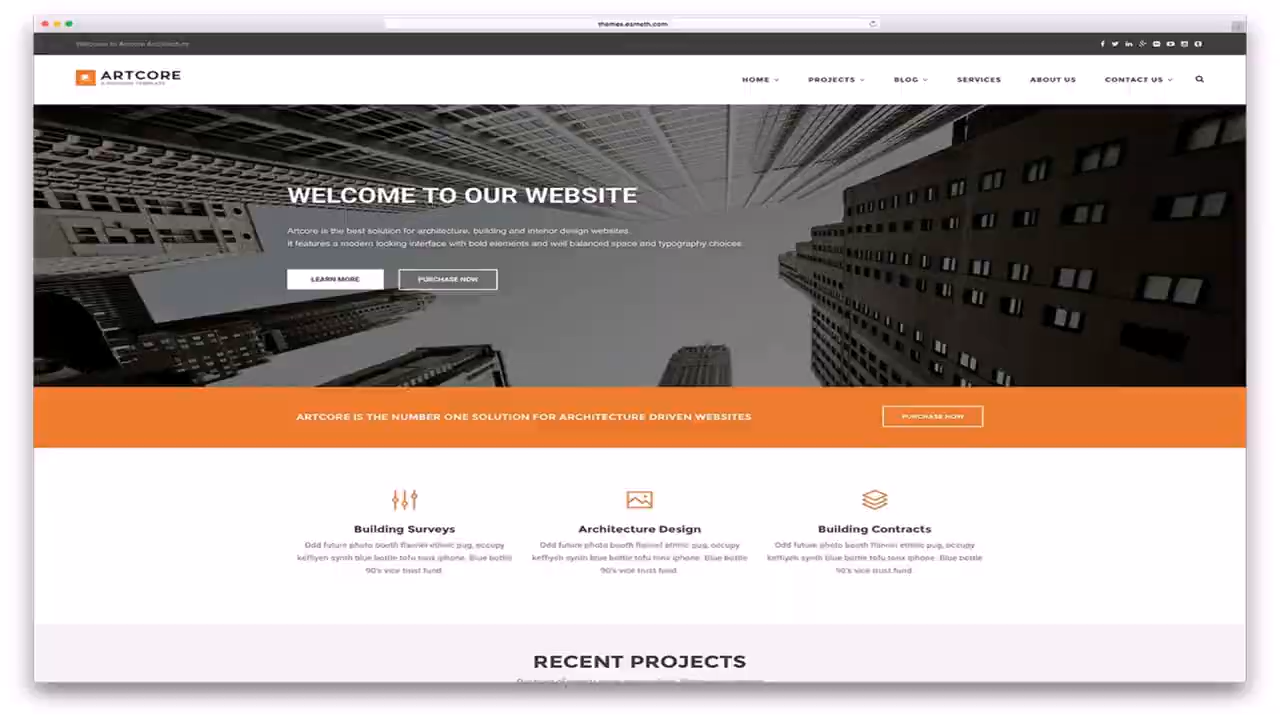 themes.esmeth.com
Welcome to Artcore Architecture
ARTCORE
HOME
PROJECTS
BLOG
SERVICES
ABOUT US
CONTACT US
WELCOME TO OUR WEBSITE
Artcore is the best solution for architecture, building and interior design websites.
It features a modern looking interface with bold elements and well balanced space and typography choices.
LEARN MORE
PURCHASE NOW
ARTCORE IS THE NUMBER ONE SOLUTION FOR ARCHITECTURE DRIVEN WEBSITES
PURCHASE NOW
Building Surveys
Odd future photo booth flannel ethnic pug, occupy
keffiyeh synth blue bottle tofu tonx iphone. Blue bottle
90's vice trust fund.
Architecture Design
Odd future photo booth flannel ethnic pug, occupy
keffiyeh synth blue bottle tofu tonx iphone. Blue bottle
90's vice trust fund.
Building Contracts
Odd future photo booth flannel ethnic pug, occupy
keffiyeh synth blue bottle tofu tonx iphone. Blue bottle
90's vice trust fund.
RECENT PROJECTS